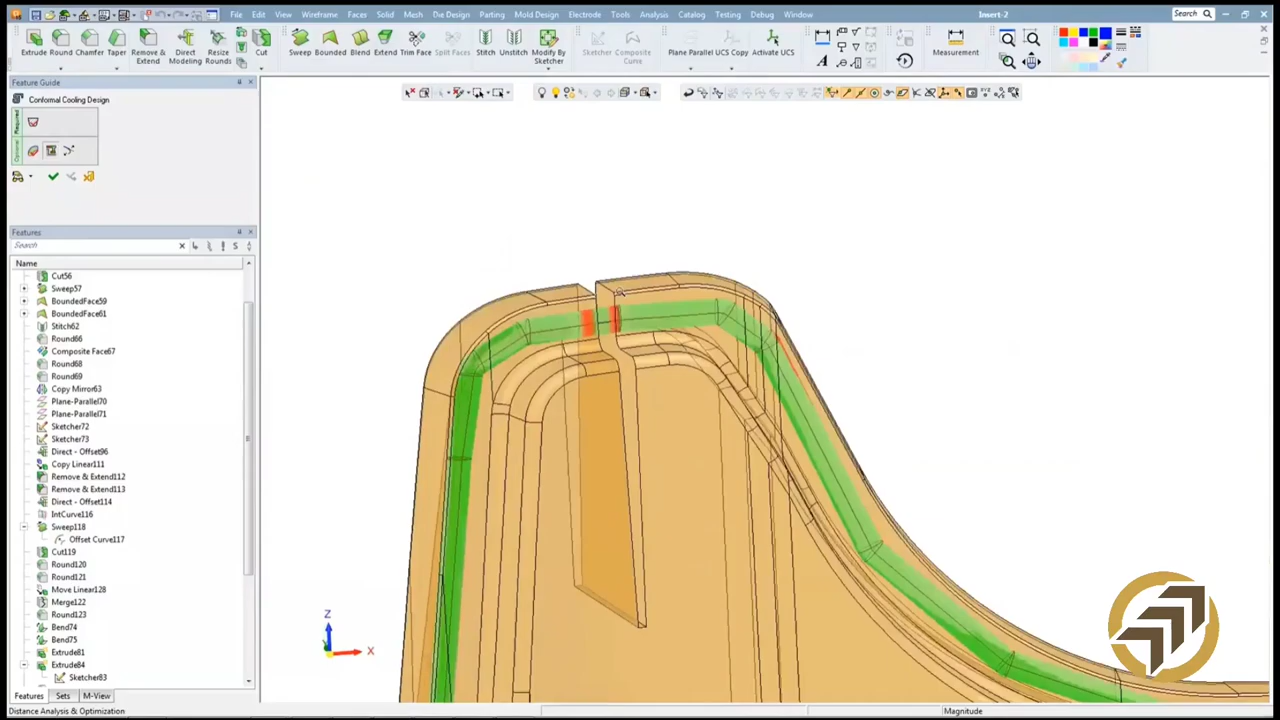 File Edit View Wireframe Faces Solid Mesh Die Design Parting Mold Design Electrode Tools Analysis Catalog Testing Debug Window Insert-2 Search
Extrude Round Chamfer Taper Remove & Extend Direct Modeling Resize Rounds Cut Sweep Bounded Blend Extend Trim Face Split Faces Stitch Unstitch Modify By Sketcher Sketcher Composite Curve Plane Parallel UCS Copy Activate UCS Measurement
Feature Guide
Conformal Cooling Design
Required
Optional
Features
Search
Name
Cut56
Sweep57
BoundedFace59
BoundedFace61
Stitch62
Round66
Composite Face67
Round68
Round69
Copy Mirror63
Plane-Parallel70
Plane-Parallel71
Sketcher72
Sketcher73
Direct - Offset96
Copy Linear111
Remove & Extend112
Remove & Extend113
Direct - Offset114
IntCurve116
Sweep118
Offset Curve117
Cut119
Round120
Round121
Move Linear128
Merge122
Round123
Bend74
Bend75
Extrude81
Extrude84
Sketcher83
Z
X
Features Sets M-View
Distance Analysis & Optimization Magnitude